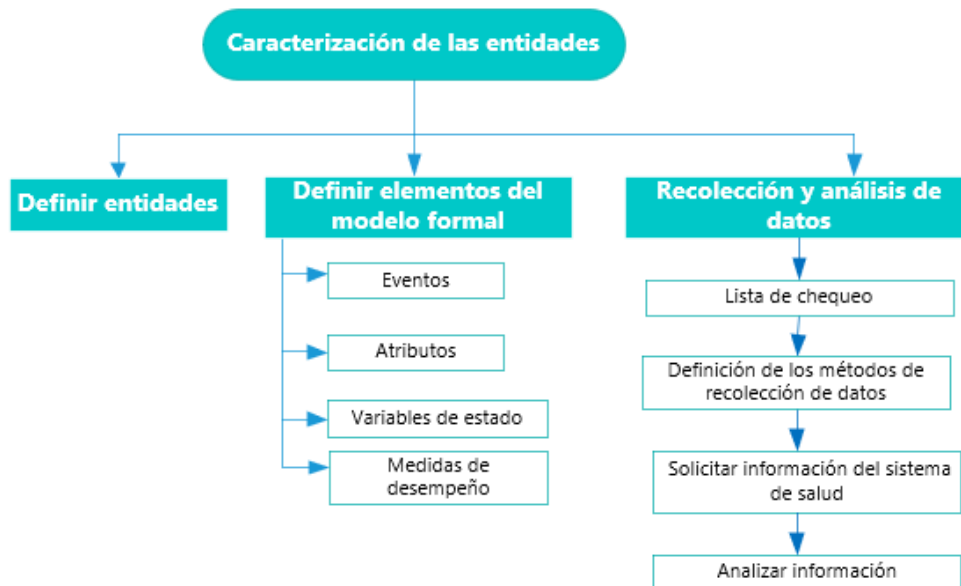 Caracterización de las entidades
Definir entidades
Definir elementos del
modelo formal
Eventos
Atributos
Variables de estado
Medidas de
desempeño
Recolección y análisis de
datos
Lista de chequeo
Definición de los métodos de
recolección de datos
Solicitar información del sistema
de salud
Analizar información